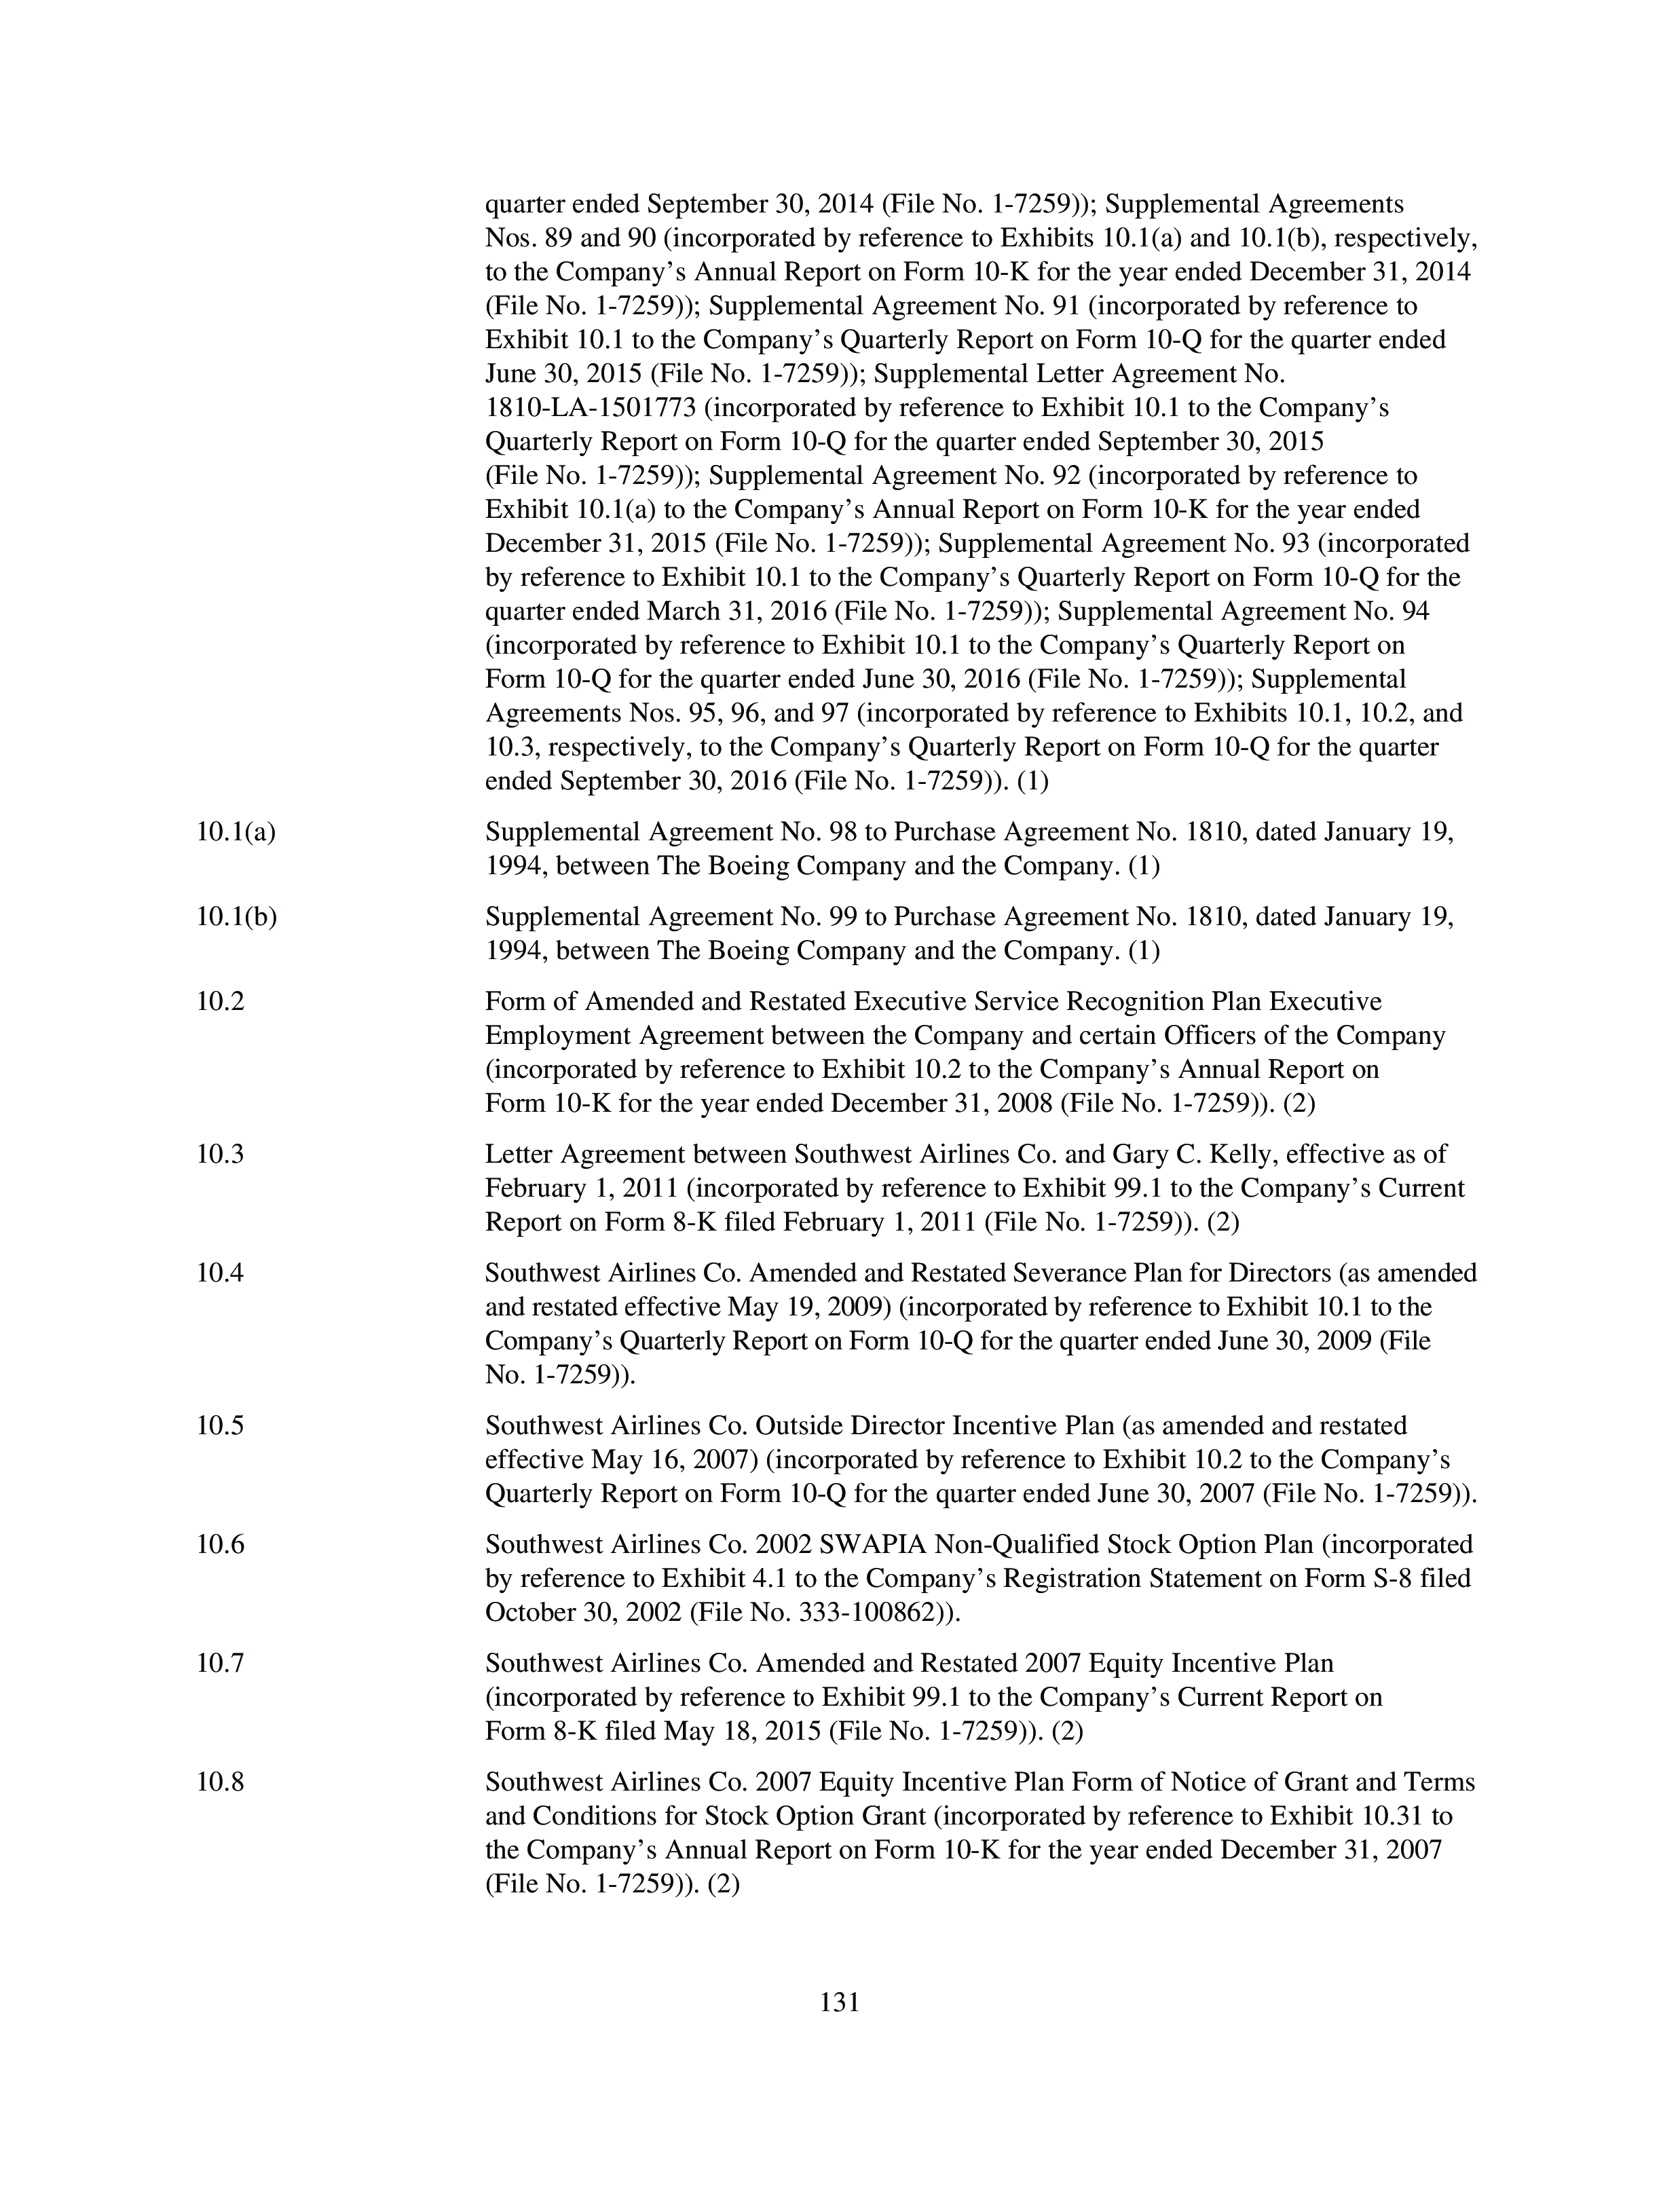 quarter ended September 30, 2014 (File No. 1-7259)); Supplemental Agreements
Nos. 89 and 90 (incorporated by reference to Exhibits 10.1(a) and 10.1(b), respectively,
to the Company’s Annual Report on Form 10-K for the year ended December 31, 2014
(File No. 1-7259)); Supplemental Agreement No. 91 (incorporated by reference to
Exhibit 10.1 to the Company’s Quarterly Report on Form 10-Q for the quarter ended
June 30, 2015 (File No. 1-7259)); Supplemental Letter Agreement No.
1810-LA-1501773 (incorporated by reference to Exhibit 10.1 to the Company’s
Quarterly Report on Form 10-Q for the quarter ended September 30, 2015
(File No. 1-7259)); Supplemental Agreement No. 92 (incorporated by reference to
Exhibit 10.1(a) to the Company’s Annual Report on Form 10-K for the year ended
December 31, 2015 (File No. 1-7259)); Supplemental Agreement No. 93 (incorporated
by reference to Exhibit 10.1 to the Company’s Quarterly Report on Form 10-Q for the
quarter ended March 31, 2016 (File No. 1-7259)); Supplemental Agreement No. 94
(incorporated by reference to Exhibit 10.1 to the Company’s Quarterly Report on
Form 10-Q for the quarter ended June 30, 2016 (File No. 1-7259)); Supplemental
Agreements Nos. 95, 96, and 97 (incorporated by reference to Exhibits 10.1, 10.2, and
10.3, respectively, to the Company’s Quarterly Report on Form 10-Q for the quarter
ended September 30, 2016 (File No. 1-7259)). (1)
10.1(a) Supplemental Agreement No. 98 to Purchase Agreement No. 1810, dated January 19,
1994, between The Boeing Company and the Company. (1)
10.1(b) Supplemental Agreement No. 99 to Purchase Agreement No. 1810, dated January 19,
1994, between The Boeing Company and the Company. (1)
10.2 Form of Amended and Restated Executive Service Recognition Plan Executive
Employment Agreement between the Company and certain Officers of the Company
(incorporated by reference to Exhibit 10.2 to the Company’s Annual Report on
Form 10-K for the year ended December 31, 2008 (File No. 1-7259)). (2)
10.3 Letter Agreement between Southwest Airlines Co. and Gary C. Kelly, effective as of
February 1, 2011 (incorporated by reference to Exhibit 99.1 to the Company’s Current
Report on Form 8-K filed February 1, 2011 (File No. 1-7259)). (2)
10.4 Southwest Airlines Co. Amended and Restated Severance Plan for Directors (as amended
and restated effective May 19, 2009) (incorporated by reference to Exhibit 10.1 to the
Company’s Quarterly Report on Form 10-Q for the quarter ended June 30, 2009 (File
No. 1-7259)).
10.5 Southwest Airlines Co. Outside Director Incentive Plan (as amended and restated
effective May 16, 2007) (incorporated by reference to Exhibit 10.2 to the Company’s
Quarterly Report on Form 10-Q for the quarter ended June 30, 2007 (File No. 1-7259)).
10.6 Southwest Airlines Co. 2002 SWAPIA Non-Qualified Stock Option Plan (incorporated
by reference to Exhibit 4.1 to the Company’s Registration Statement on Form S-8 filed
October 30, 2002 (File No. 333-100862)).
10.7 Southwest Airlines Co. Amended and Restated 2007 Equity Incentive Plan
(incorporated by reference to Exhibit 99.1 to the Company’s Current Report on
Form 8-K filed May 18, 2015 (File No. 1-7259)). (2)
10.8 Southwest Airlines Co. 2007 Equity Incentive Plan Form of Notice of Grant and Terms
and Conditions for Stock Option Grant (incorporated by reference to Exhibit 10.31 to
the Company’s Annual Report on Form 10-K for the year ended December 31, 2007
(File No. 1-7259)). (2)
131